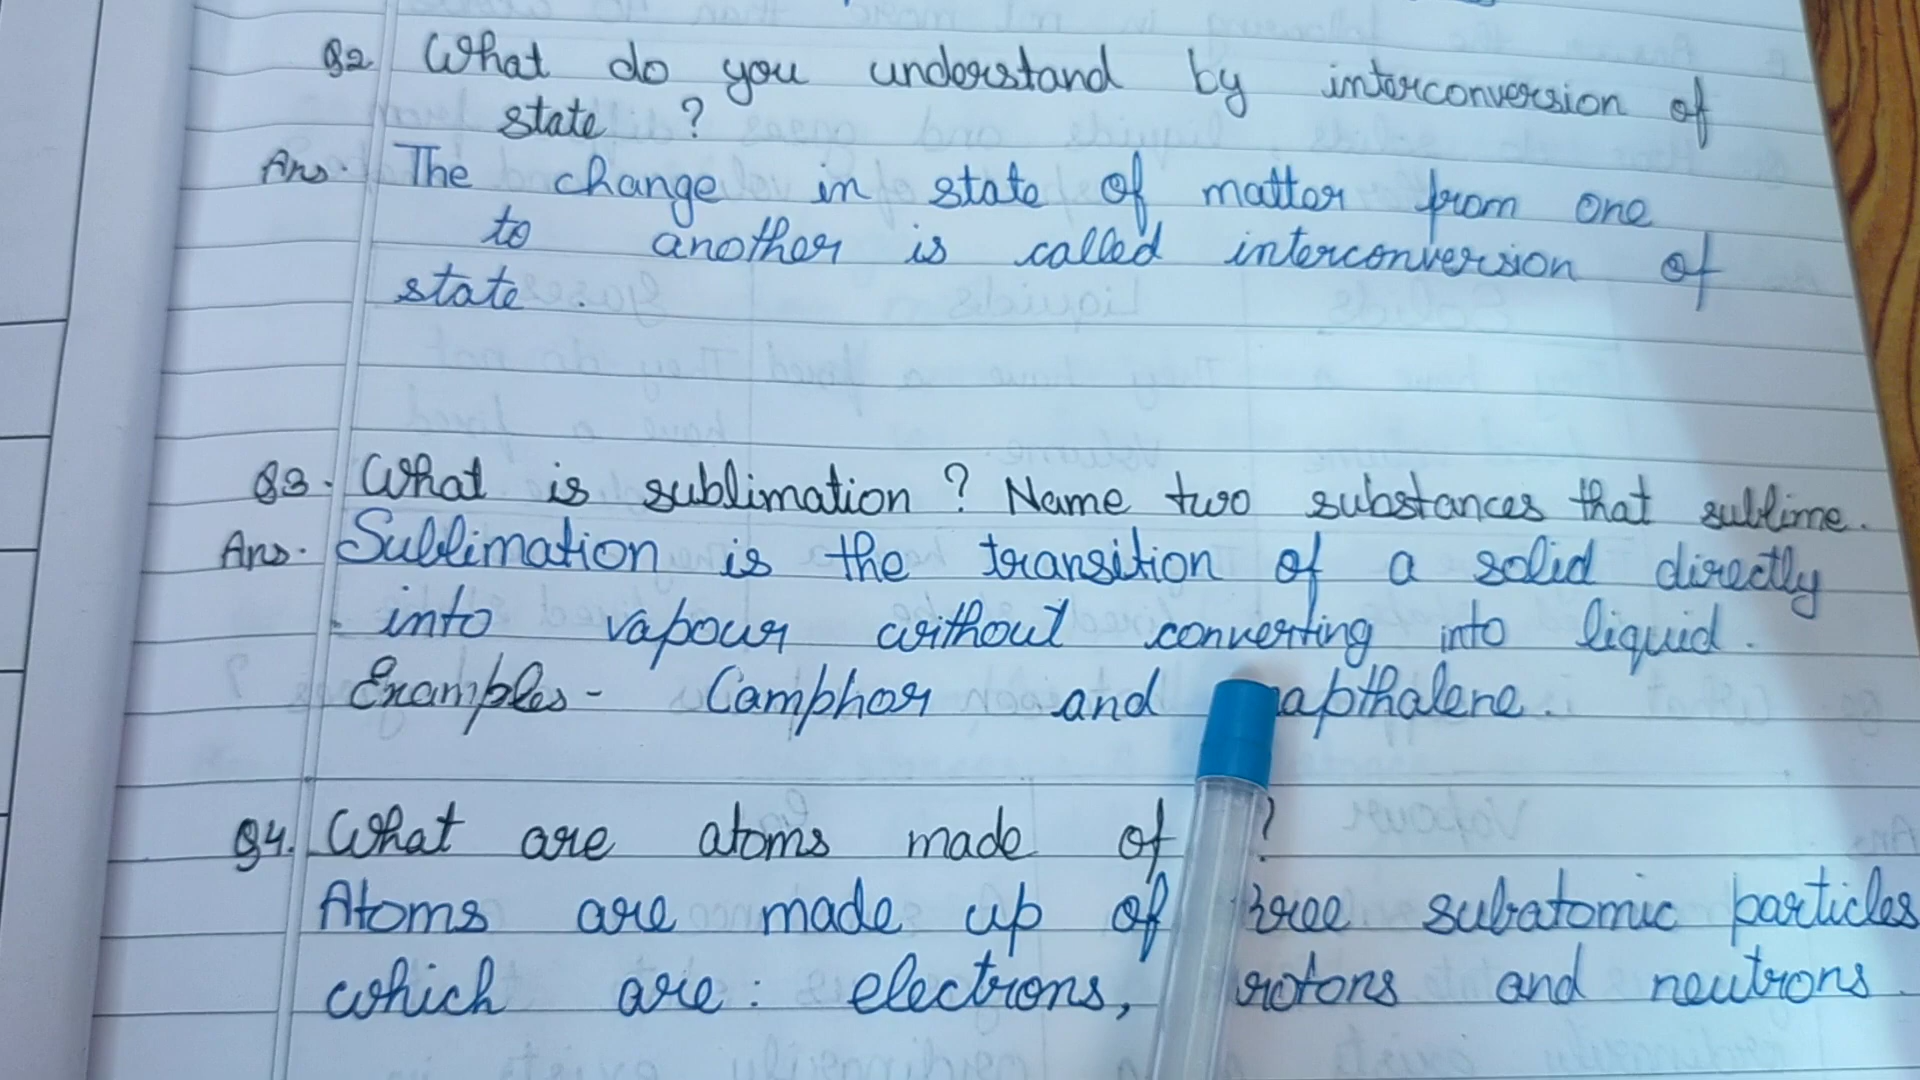 Q2 What do you understand by interconversion of
state ?
Ans. The change in state of matter from one
to another is called interconversion of
state.
Q3. What is sublimation ? Name two substances that sublime.
Ans. Sublimation is the transition of a solid directly
into vapour without converting into liquid.
Examples - Camphor and apthalene.
Q4. What are atoms made of ?
Atoms are made up of subatomic particles
which are: electrons, and neutrons.